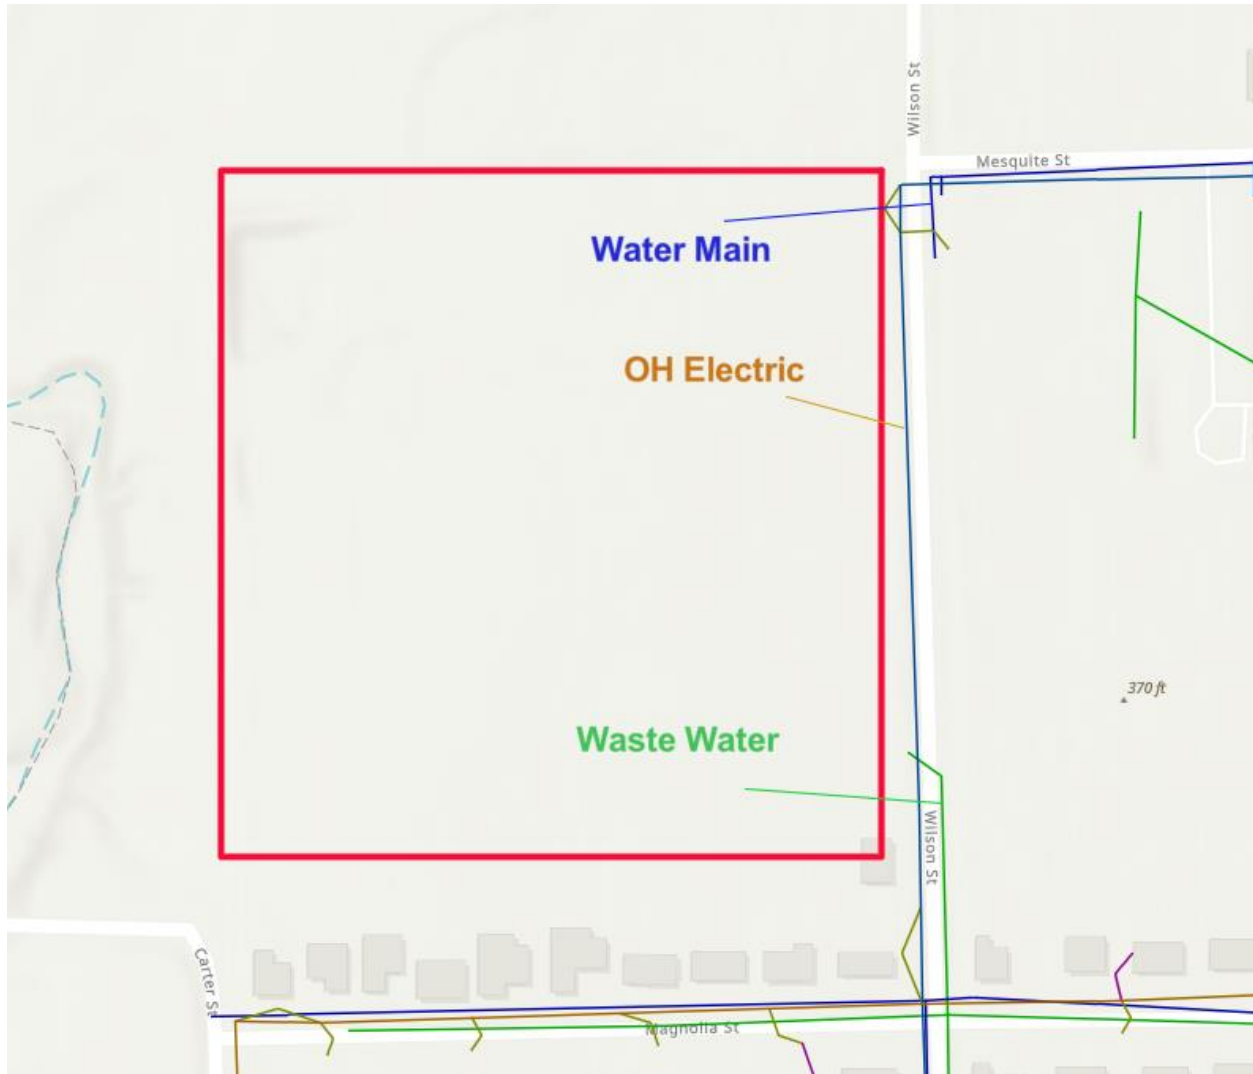 Wilson St
Mesquite St
Water Main
OH Electric
370 ft
Waste Water
Wilson St
Carter St
Magnolia St